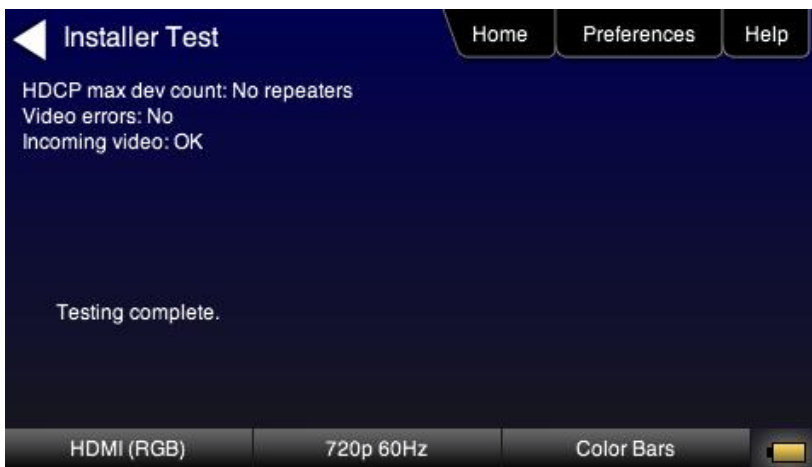 Installer Test
Home
Preferences
Help
HDCP max dev count: No repeaters
Video errors: No
Incoming video: OK
Testing complete.
HDMI (RGB)
720p 60Hz
Color Bars